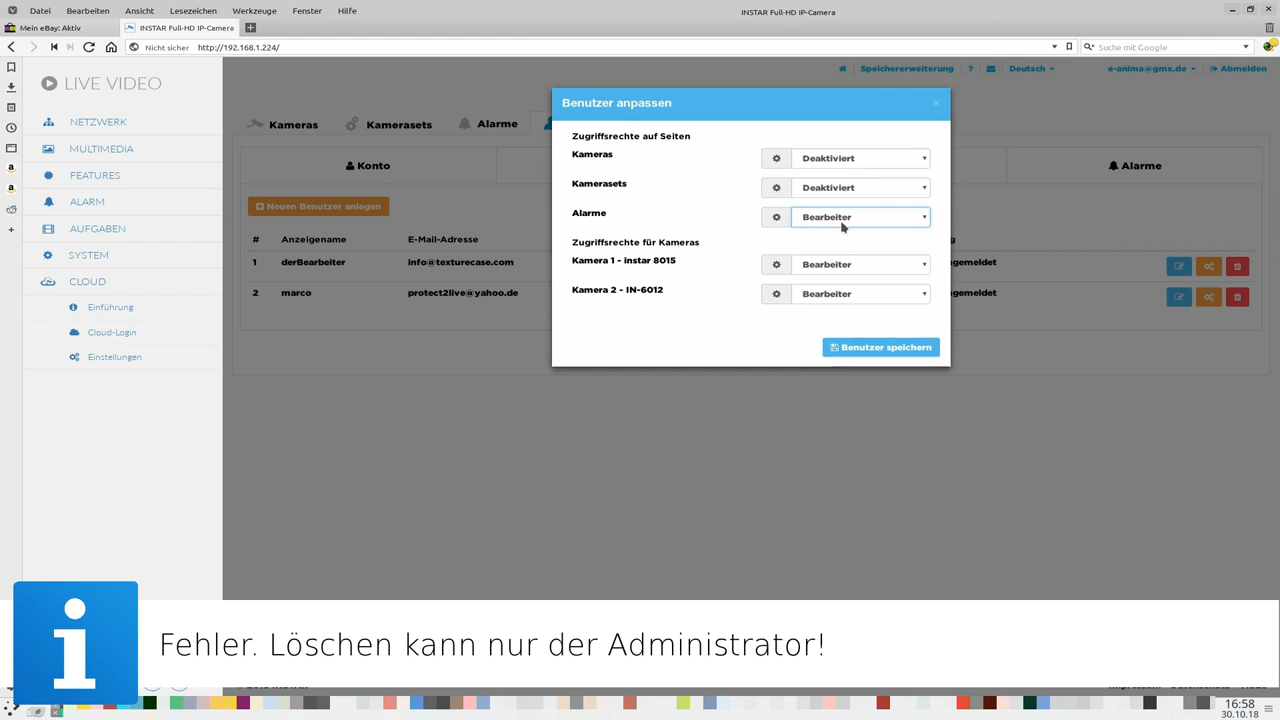 Datei Bearbeiten Ansicht Lesezeichen Werkzeuge Fenster Hilfe
INSTAR Full-HD IP-Camera
Mein eBay: Aktiv
INSTAR Full-HD IP-Camera
Nicht sicher http://192.168.1.224/
Suche mit Google
LIVE VIDEO
NETZWERK
MULTIMEDIA
FEATURES
ALARM
AUFGABEN
SYSTEM
CLOUD
Einführung
Cloud-Login
Einstellungen
Speichererweiterung ? Deutsch e-anima@gmx.de Abmelden
Kameras Kamerasets Alarme
Konto Alarme
Neuen Benutzer anlegen
# Anzeigename E-Mail-Adresse
1 derBearbeiter info@texturecase.com ngemeldet
2 marco protect2live@yahoo.de ngemeldet
Benutzer anpassen ×
Zugriffsrechte auf Seiten
Kameras Deaktiviert
Kamerasets Deaktiviert
Alarme Bearbeiter
Zugriffsrechte für Kameras
Kamera 1 - instar 8015 Bearbeiter
Kamera 2 - IN-6012 Bearbeiter
Benutzer speichern
Fehler. Löschen kann nur der Administrator!
16:58
30.10.18